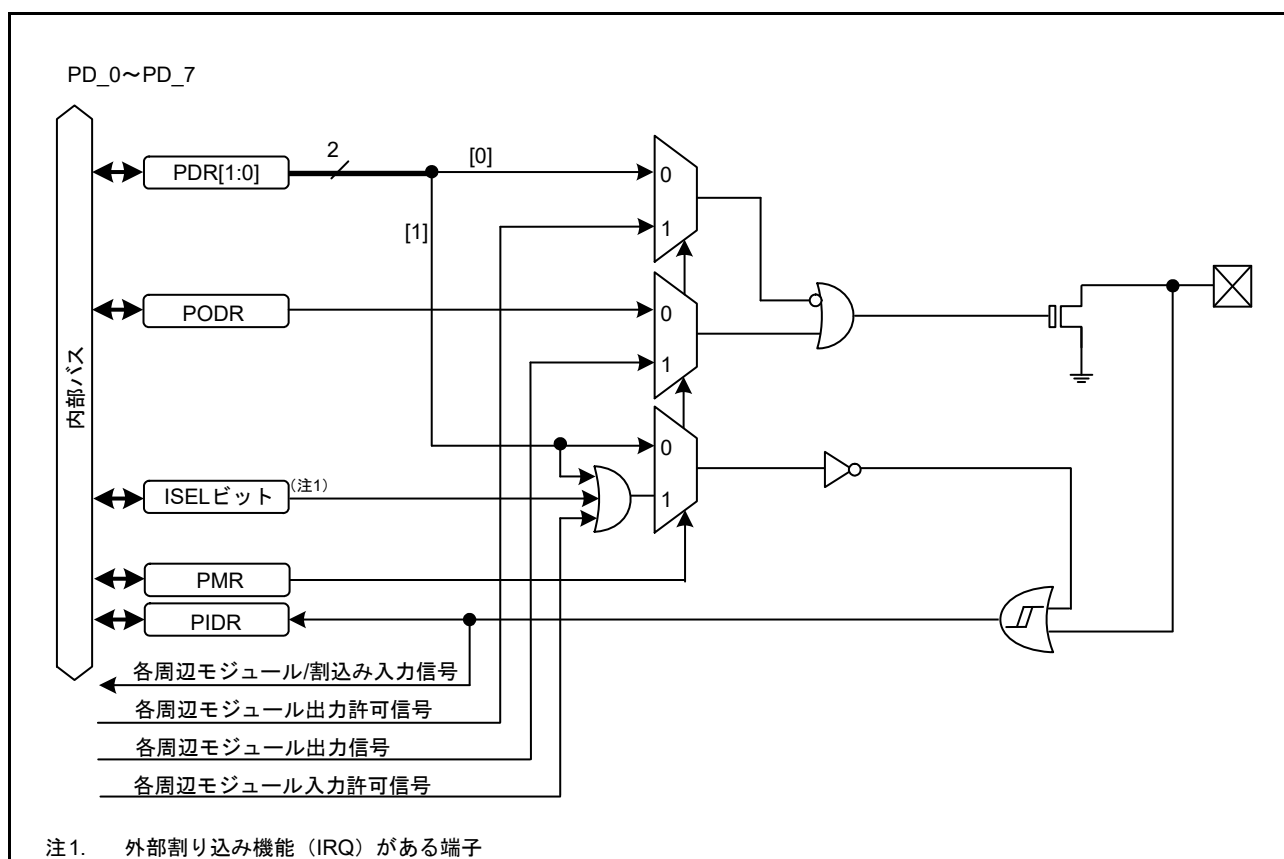 PD_0～PD_7
2
[0]
PDR[1:0]
0
[1]
1
PODR
0
1
内部バス
0
ISELビット（注1）
1
PMR
PIDR
各周辺モジュール/割込み入力信号
各周辺モジュール出力許可信号
各周辺モジュール出力信号
各周辺モジュール入力許可信号
注1. 外部割り込み機能（IRQ）がある端子